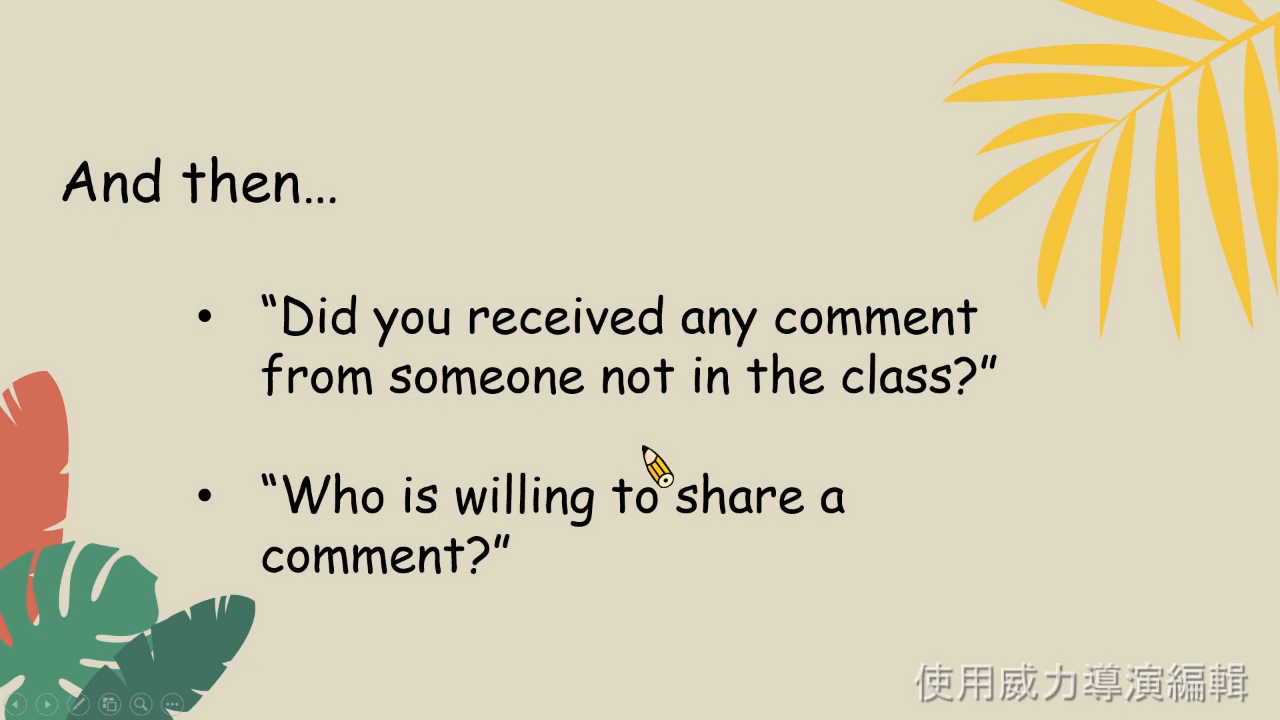 And then…
• “Did you received any comment
from someone not in the class?”
• “Who is willing to share a
comment?”
使用威力導演編輯